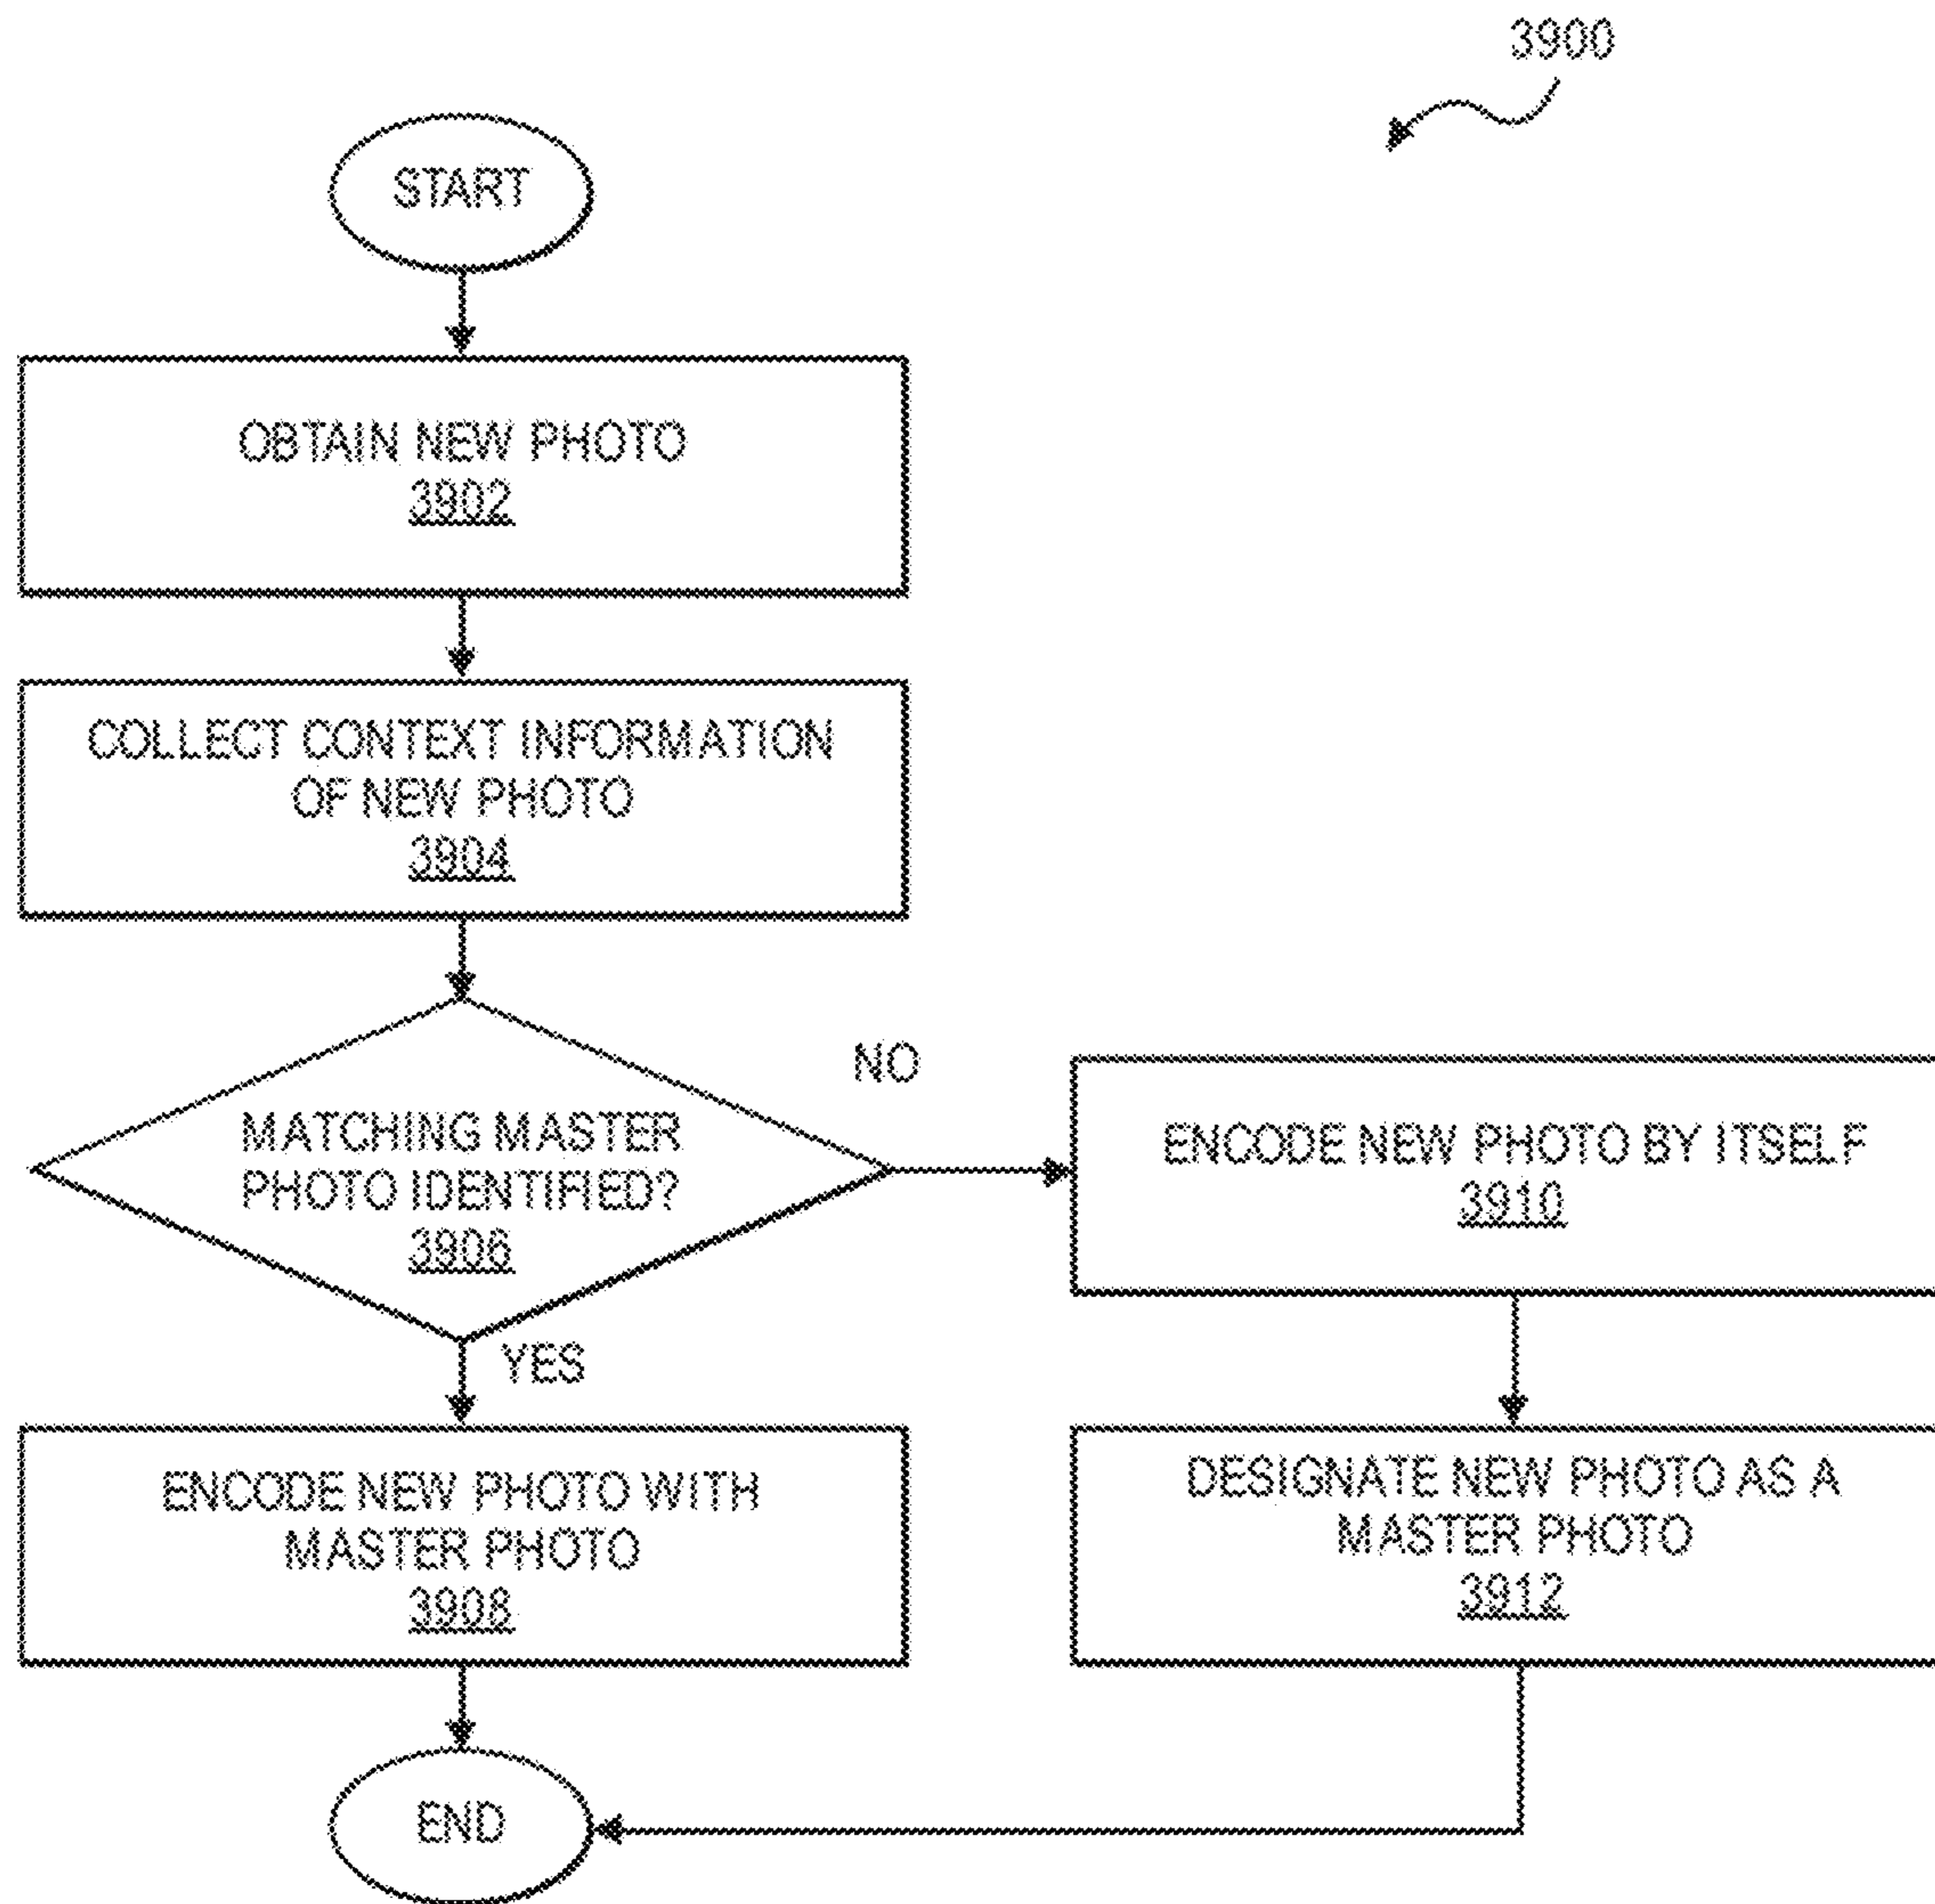 3900
START
OBTAIN NEW PHOTO
3902
COLLECT CONTEXT INFORMATION
OF NEW PHOTO
3904
MATCHING MASTER
PHOTO IDENTIFIED?
3906
NO
YES
ENCODE NEW PHOTO BY ITSELF
3910
ENCODE NEW PHOTO WITH
MASTER PHOTO
3908
DESIGNATE NEW PHOTO AS A
MASTER PHOTO
3912
END